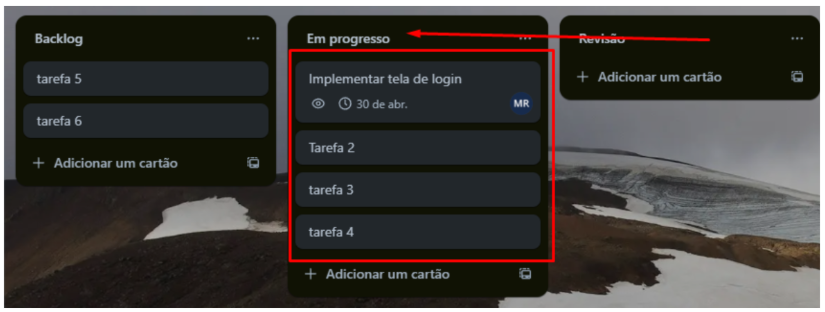 Backlog
tarefa 5
tarefa 6
+ Adicionar um cartão
Em progresso
Implementar tela de login
30 de abr.
MR
Tarefa 2
tarefa 3
tarefa 4
+ Adicionar um cartão
Revisão
+ Adicionar um cartão